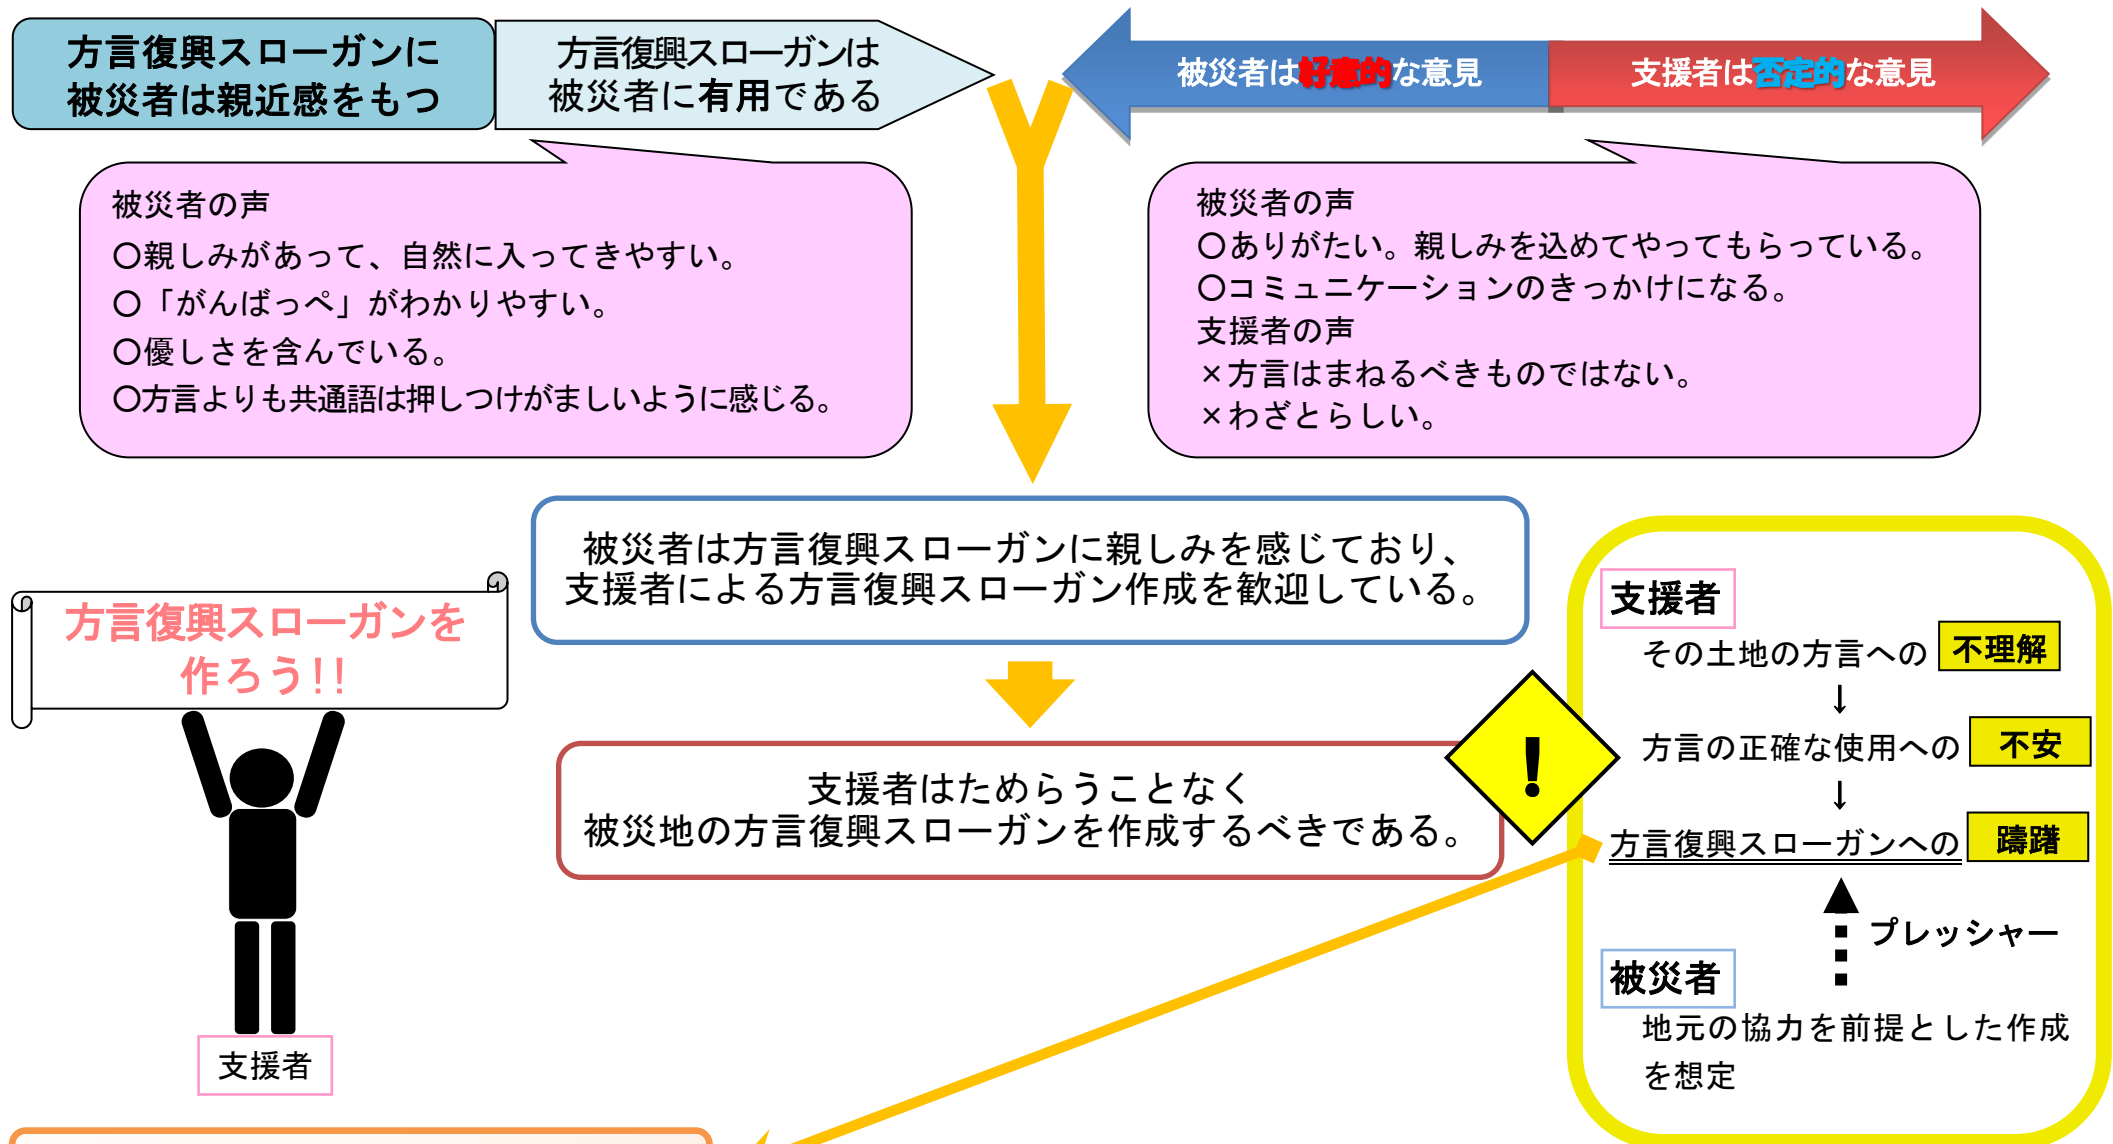 方言復興スローガンに
被災者は親近感をもつ
方言復興スローガンは
被災者に有用である
被災者は好意的な意見
支援者は否定的な意見
被災者の声
〇親しみがあって、自然に入ってきやすい。
〇「がんばっぺ」がわかりやすい。
〇優しさを含んでいる。
〇方言よりも共通語は押しつけがましいように感じる。
被災者の声
〇ありがたい。親しみを込めてやってもらっている。
〇コミュニケーションのきっかけになる。
支援者の声
×方言はまねるべきものではない。
×わざとらしい。
被災者は方言復興スローガンに親しみを感じており、
支援者による方言復興スローガン作成を歓迎している。
方言復興スローガンを
作ろう!!
支援者
支援者はためらうことなく
被災地の方言復興スローガンを作成するべきである。
!
支援者
その土地の方言への 不理解
↓
方言の正確な使用への 不安
↓
方言復興スローガンへの 躊躇
プレッシャー
被災者
地元の協力を前提とした作成
を想定